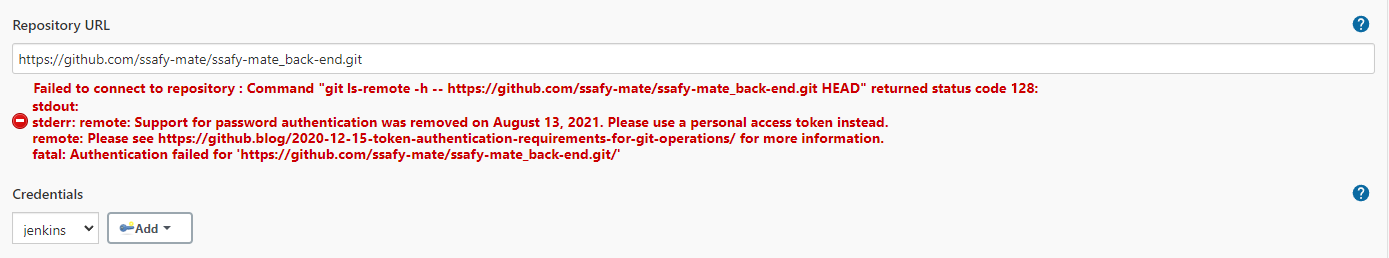 Repository URL
https://github.com/ssafy-mate/ssafy-mate_back-end.git
Failed to connect to repository : Command "git ls-remote -h -- https://github.com/ssafy-mate/ssafy-mate_back-end.git HEAD" returned status code 128:
stdout:
stderr: remote: Support for password authentication was removed on August 13, 2021. Please use a personal access token instead.
remote: Please see https://github.blog/2020-12-15-token-authentication-requirements-for-git-operations/ for more information.
fatal: Authentication failed for 'https://github.com/ssafy-mate/ssafy-mate_back-end.git/'
Credentials
jenkins Add